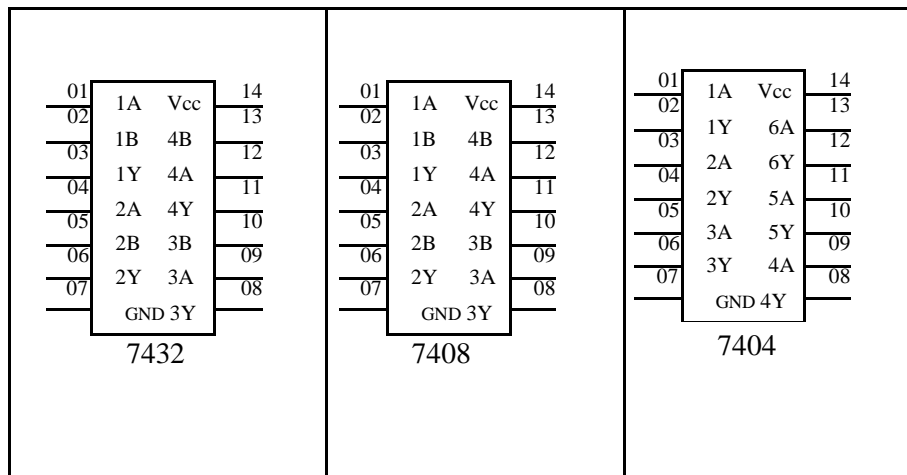 01 1A Vcc 14
02 1B 4B 13
03 1Y 4A 12
04 2A 4Y 11
05 2B 3B 10
06 2Y 3A 09
07 GND 3Y 08
7432
01 1A Vcc 14
02 1B 4B 13
03 1Y 4A 12
04 2A 4Y 11
05 2B 3B 10
06 2Y 3A 09
07 GND 3Y 08
7408
01 1A Vcc 14
02 1Y 6A 13
03 2A 6Y 12
04 2Y 5A 11
05 3A 5Y 10
06 3Y 4A 09
07 GND 4Y 08
7404